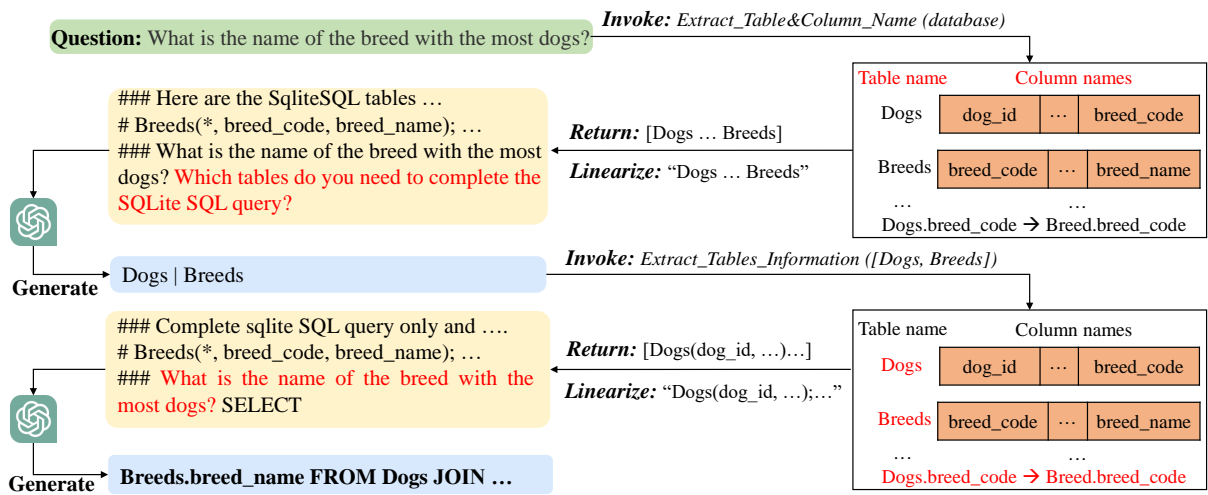 Question: What is the name of the breed with the most dogs?
Invoke: Extract_Table&Column_Name (database)
Table name Column names
Dogs dog_id … breed_code
Breeds breed_code … breed_name
… …
Dogs.breed_code → Breed.breed_code
Return: [Dogs … Breeds]
Linearize: “Dogs … Breeds”
### Here are the SqliteSQL tables …
# Breeds(*, breed_code, breed_name); …
### What is the name of the breed with the most
dogs? Which tables do you need to complete the
SQLite SQL query?
Generate
Dogs | Breeds
Invoke: Extract_Tables_Information ([Dogs, Breeds])
Table name Column names
Dogs dog_id … breed_code
Breeds breed_code … breed_name
… …
Dogs.breed_code → Breed.breed_code
Return: [Dogs(dog_id, …)…]
Linearize: “Dogs(dog_id, …);…”
### Complete sqlite SQL query only and ….
# Breeds(*, breed_code, breed_name); …
### What is the name of the breed with the
most dogs? SELECT
Generate
Breeds.breed_name FROM Dogs JOIN …